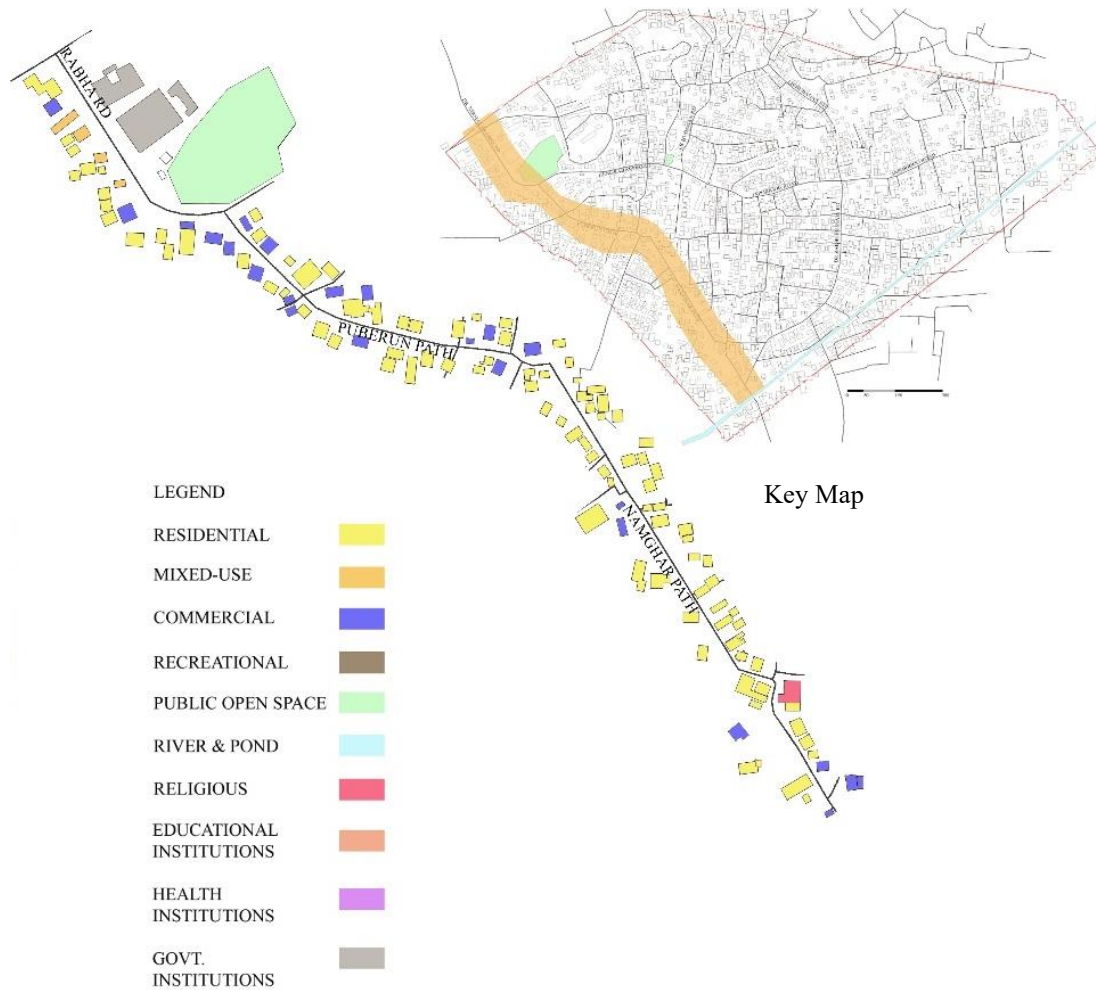 RABHA RD
PUBERUN PATH
NAMGHAR PATH
Key Map
LEGEND
RESIDENTIAL
MIXED-USE
COMMERCIAL
RECREATIONAL
PUBLIC OPEN SPACE
RIVER & POND
RELIGIOUS
EDUCATIONAL
INSTITUTIONS
HEALTH
INSTITUTIONS
GOVT.
INSTITUTIONS